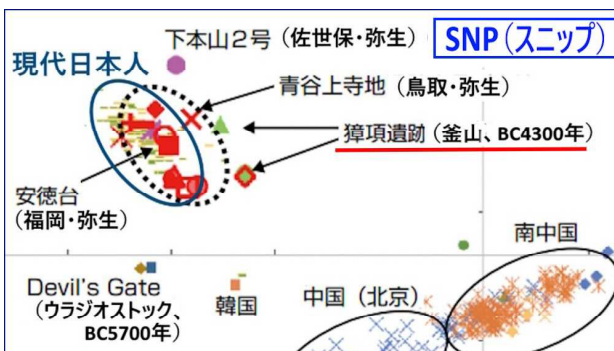 下本山２号（佐世保・弥生）
SNP（スニップ）
現代日本人
青谷上寺地（鳥取・弥生）
獐項遺跡（釜山、BC4300年）
安徳台
（福岡・弥生）
南中国
Devil's Gate
（ウラジオストック、
BC5700年）
韓国
中国（北京）